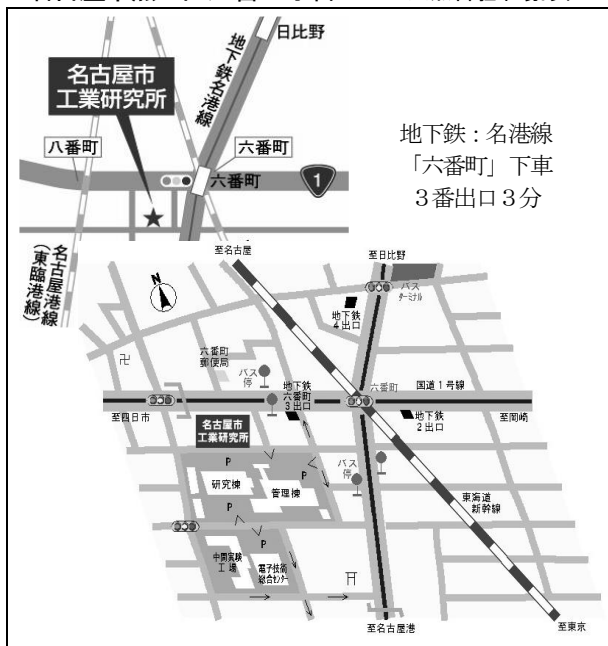 日比野
地下鉄名港線
名古屋市
工業研究所
八番町
六番町
六番町
1
名古屋港線
(東臨港線)
地下鉄：名港線
「六番町」下車
３番出口３分
至名古屋
至日比野
N
バス
ターミナル
地下鉄
4出口
卍
六番町
郵便局
バス
停
地下鉄
六番町
3出口
六番町
国道1号線
至四日市
地下鉄
2出口
至岡崎
名古屋市
工業研究所
P
研究棟
管理棟
P
バス
停
東海道
新幹線
P
中間実験
工場
P
電子技術
総合センター
至名古屋港
至東京